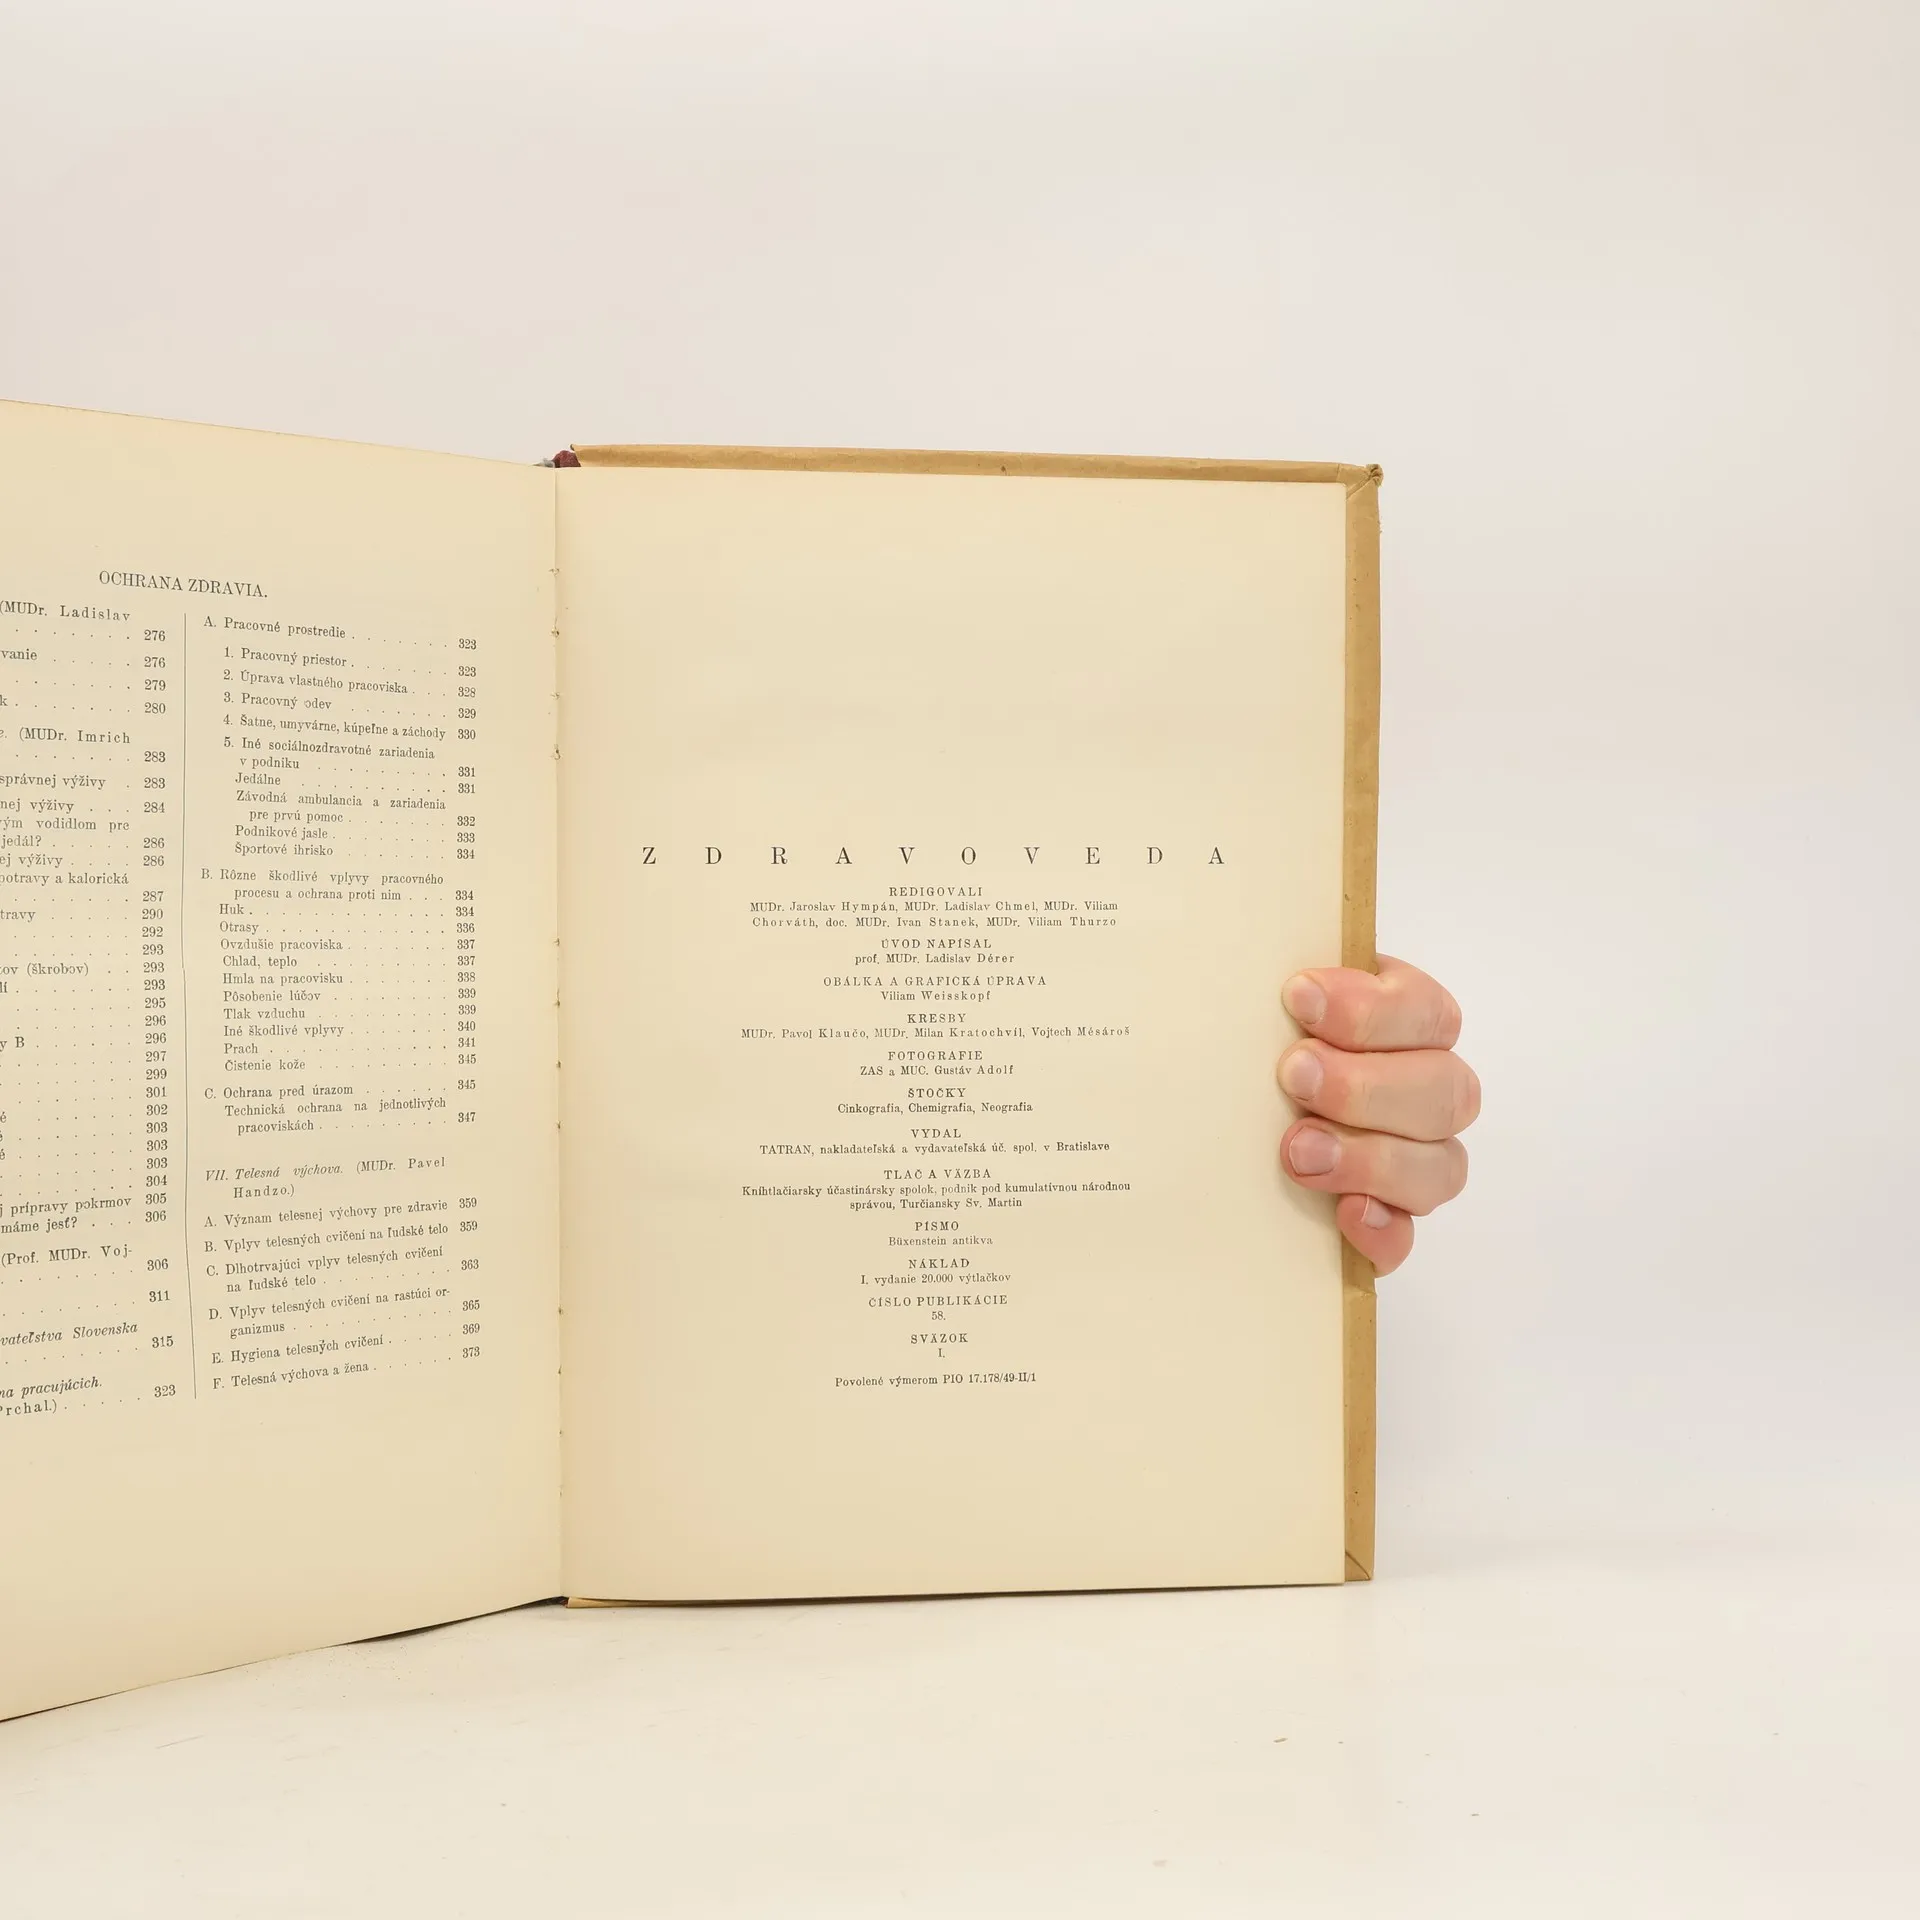 OCHRANA ZDRAVIA.
(MUDr. Ladislav
276
vanie 276
279
k 280
(MUDr. Imrich
283
správnej výživy 283
nej výživy 284
vým vodidlom pre
jedál? 286
ej výživy 286
potravy a kalorická
287
travy 290
292
293
tov (škrobov) 293
293
295
296
y B 296
297
299
301
302
303
303
303
304
j prípravy pokrmov 305
máme jesť? 306
(Prof. MUDr. Voj-
306
311
vateľstva Slovenska
315
na pracujúcich.
Prchal.) 323
A. Pracovné prostredie 323
1. Pracovný priestor 323
2. Úprava vlastného pracoviska 328
3. Pracovný odev 329
4. Šatne, umyvárne, kúpeľne a záchody 330
5. Iné sociálnozdravotné zariadenia
v podniku 331
Jedálne 331
Závodná ambulancia a zariadenia
pre prvú pomoc 332
Podnikové jasle 333
Športové ihrisko 334
B. Rôzne škodlivé vplyvy pracovného
procesu a ochrana proti nim 334
Huk 334
Otrasy 336
Ovzdušie pracoviska 337
Chlad, teplo 337
Hmla na pracovisku 338
Pôsobenie lúčov 339
Tlak vzduchu 339
Iné škodlivé vplyvy 340
Prach 341
Čistenie kože 345
C. Ochrana pred úrazom 345
Technická ochrana na jednotlivých
pracoviskách 347
VII. Telesná výchova. (MUDr. Pavel
Handzo.)
359
A. Význam telesnej výchovy pre zdravie 359
B. Vplyv telesných cvičení na ľudské telo
C. Dlhotrvajúci vplyv telesných cvičení
na ľudské telo 363
D. Vplyv telesných cvičení na rastúci or-
ganizmus 365
E. Hygiena telesných cvičení 369
F. Telesná výchova a žena 373
ZDRAVOVEDA
REDIGOVALI
MUDr. Jaroslav Hympán, MUDr. Ladislav Chmel, MUDr. Viliam
Chorváth, doc. MUDr. Ivan Stanek, MUDr. Viliam Thurzo
ÚVOD NAPÍSAL
prof. MUDr. Ladislav Dérer
OBÁLKA A GRAFICKÁ ÚPRAVA
Viliam Weisskopf
KRESBY
MUDr. Pavol Klaučo, MUDr. Milan Kratochvíl, Vojtech Mésároš
FOTOGRAFIE
ZAS a MUC. Gustáv Adolf
ŠTOČKY
Cinkografia, Chemigrafia, Neografia
VYDAL
TATRAN, nakladateľská a vydavateľská úč. spol. v Bratislave
TLAČ A VÄZBA
Kníhtlačiarsky účastinársky spolok, podnik pod kumulatívnou národnou
správou, Turčiansky Sv. Martin
PÍSMO
Büxenstein antikva
NÁKLAD
I. vydanie 20.000 výtlačkov
ČÍSLO PUBLIKÁCIE
58.
SVÄZOK
I.
Povolené výmerom PIO 17.178/49-II/1